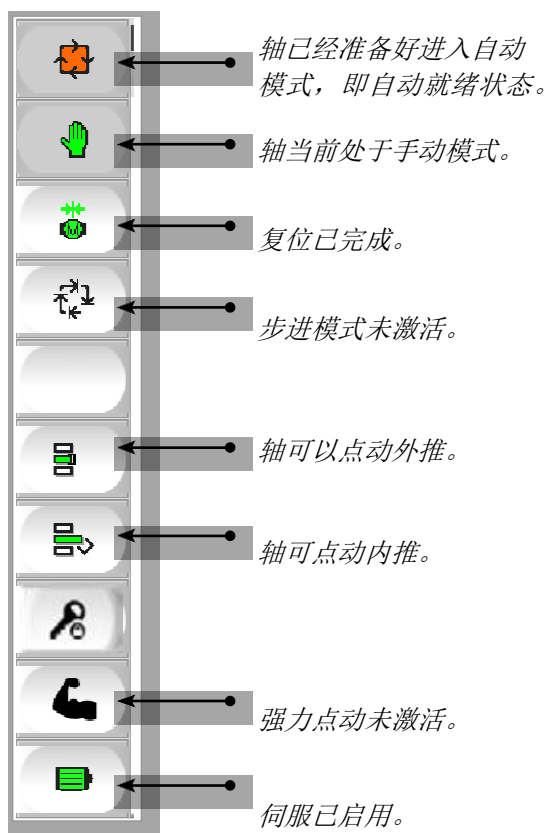 轴已经准备好进入自动
模式，即自动就绪状态。
轴当前处于手动模式。
复位已完成。
步进模式未激活。
轴可以点动外推。
轴可点动内推。
强力点动未激活。
伺服已启用。